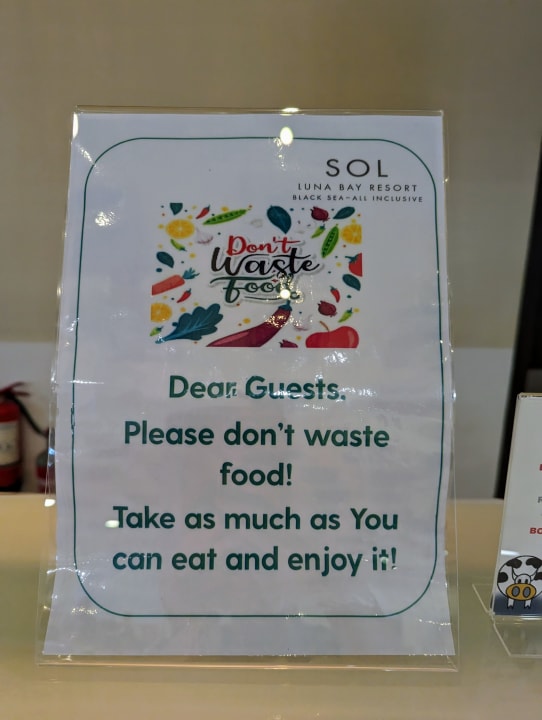 SOL
LUNA BAY RESORT
BLACK SEA-ALL INCLUSIVE
Don't
Waste
food
Dear Guests,
Please don't waste
food!
Take as much as You
can eat and enjoy it!